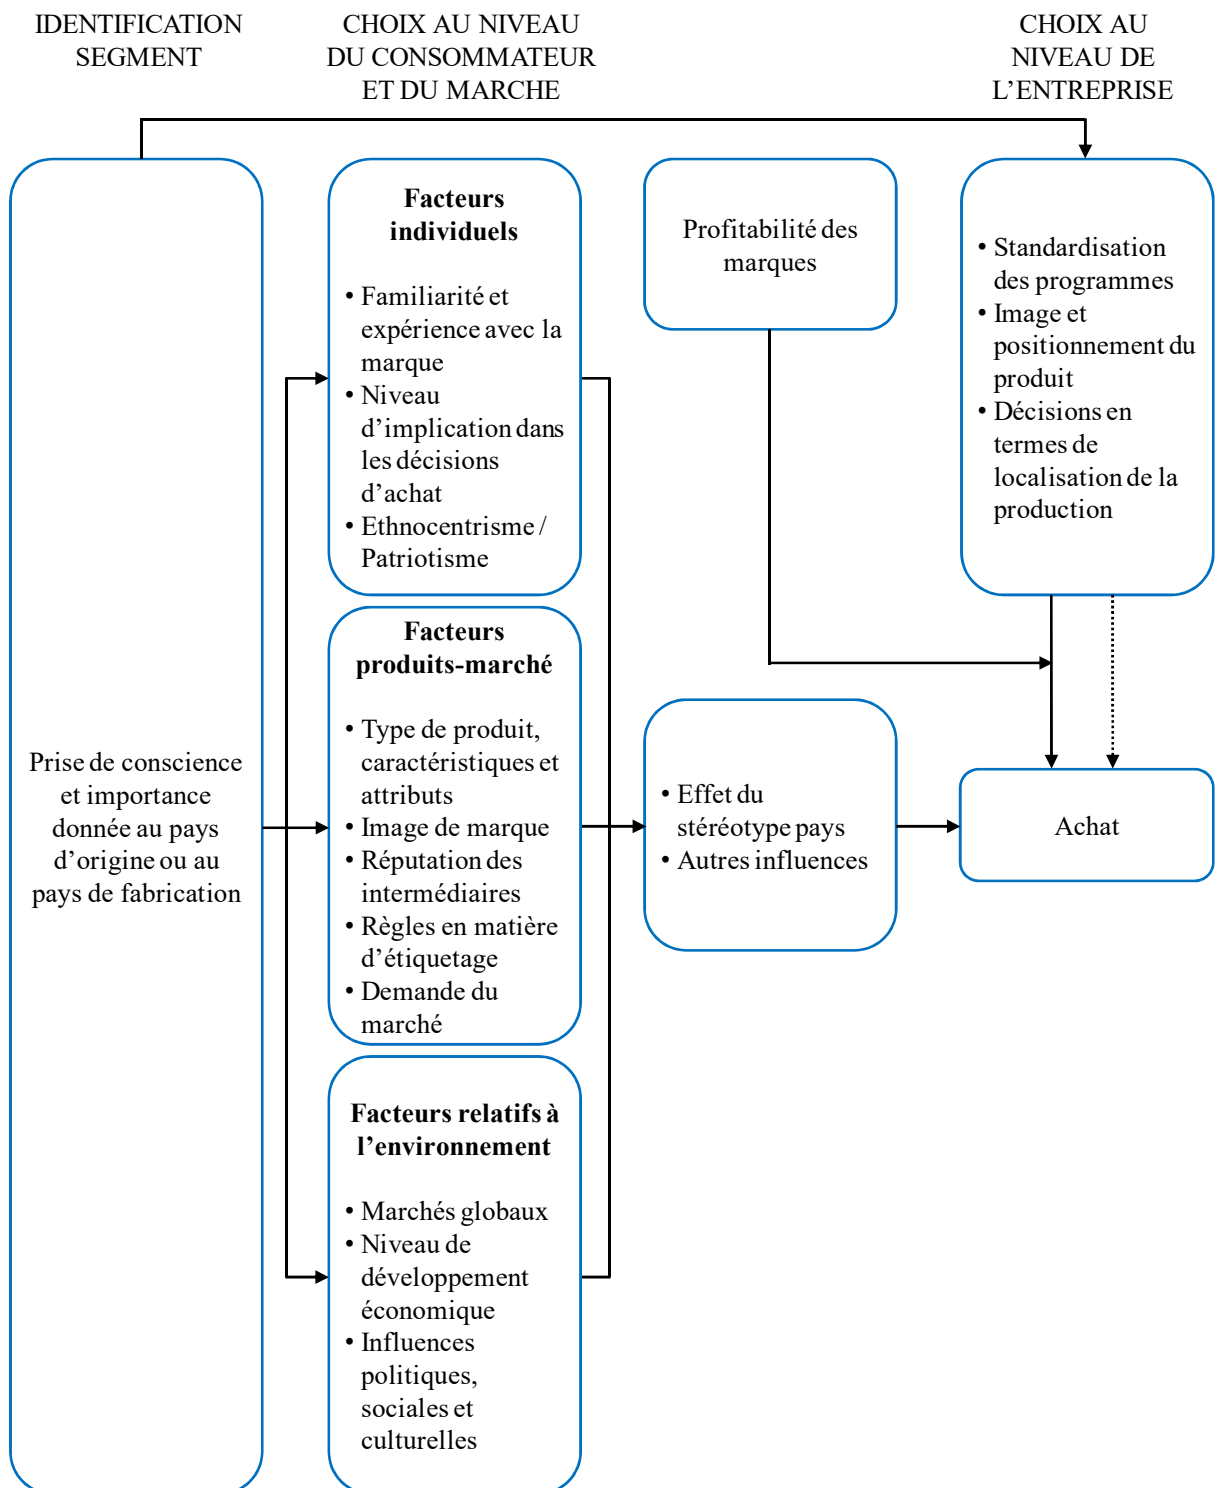 IDENTIFICATION
SEGMENT
CHOIX AU NIVEAU
DU CONSOMMATEUR
ET DU MARCHE
CHOIX AU
NIVEAU DE
L’ENTREPRISE
Prise de conscience
et importance
donnée au pays
d’origine ou au
pays de fabrication
Facteurs
individuels
• Familiarité et
expérience avec la
marque
• Niveau
d’implication dans
les décisions
d’achat
• Ethnocentrisme /
Patriotisme
Facteurs
produits-marché
• Type de produit,
caractéristiques et
attributs
• Image de marque
• Réputation des
intermédiaires
• Règles en matière
d’étiquetage
• Demande du
marché
Facteurs relatifs à
l’environnement
• Marchés globaux
• Niveau de
développement
économique
• Influences
politiques,
sociales et
culturelles
Profitabilité des
marques
• Effet du
stéréotype pays
• Autres influences
• Standardisation
des programmes
• Image et
positionnement du
produit
• Décisions en
termes de
localisation de la
production
Achat